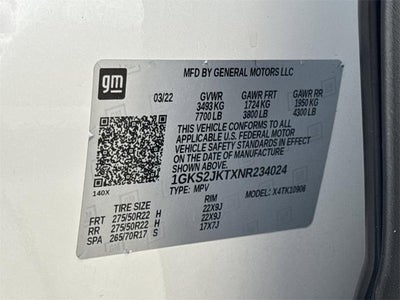 gm
MFD BY GENERAL MOTORS LLC
03/22 GVWR GAWR FRT GAWR RR
3493 KG 1724 KG 1950 KG
7700 LB 3800 LB 4300 LB
THIS VEHICLE CONFORMS TO ALL
APPLICABLE U.S. FEDERAL MOTOR
VEHICLE SAFETY STANDARDS IN EFFECT
ON THE DATE OF MANUFACTURE
SHOWN ABOVE.
1GKS2JKTXNR234024
140X TYPE: MPV MODEL: X4TK10906
TIRE SIZE RIM
FRT 275/50R22 H 22X9J
RR 275/50R22 H 22X9J
SPA 265/70R17 S 17X7J